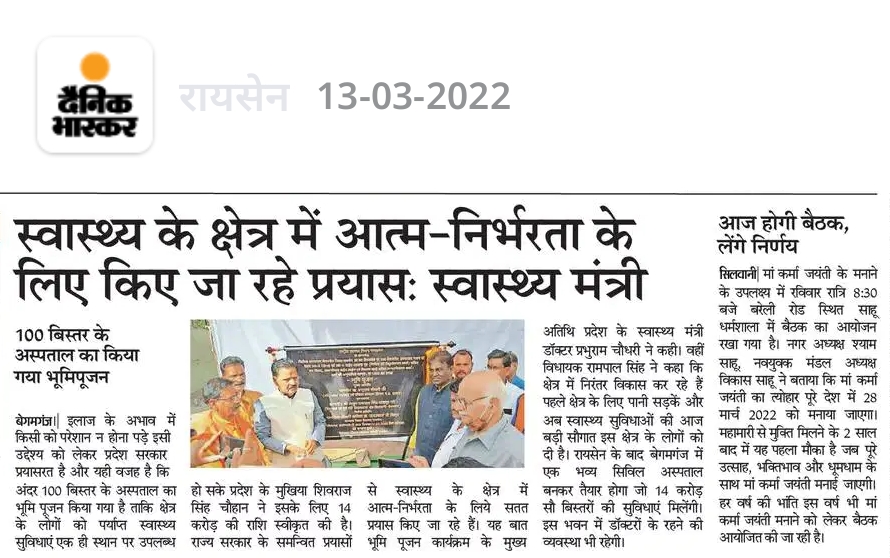 दैनिक
भास्कर
रायसेन 13-03-2022
स्वास्थ्य के क्षेत्र में आत्म-निर्भरता के
लिए किए जा रहे प्रयास: स्वास्थ्य मंत्री
100 बिस्तर के
अस्पताल का किया
गया भूमिपूजन
बेगमगंज| इलाज के अभाव में
किसी को परेशान न होना पड़े इसी
उद्देश्य को लेकर प्रदेश सरकार
प्रयासरत है और यही वजह है कि
अंदर 100 बिस्तर के अस्पताल का
भूमि पूजन किया गया है ताकि क्षेत्र
के लोगों को पर्याप्त स्वास्थ्य
सुविधाएं एक ही स्थान पर उपलब्ध
हो सके प्रदेश के मुखिया शिवराज
सिंह चौहान ने इसके लिए 14
करोड़ की राशि स्वीकृत की है।
राज्य सरकार के समन्वित प्रयासों
से स्वास्थ्य के क्षेत्र में
आत्म-निर्भरता के लिये सतत
प्रयास किए जा रहे हैं। यह बात
भूमि पूजन कार्यक्रम के मुख्य
अतिथि प्रदेश के स्वास्थ्य मंत्री
डॉक्टर प्रभुराम चौधरी ने कही। वहीं
विधायक रामपाल सिंह ने कहा कि
क्षेत्र में निरंतर विकास कर रहे हैं
पहले क्षेत्र के लिए पानी सड़कें और
अब स्वास्थ्य सुविधाओं की आज
बड़ी सौगात इस क्षेत्र के लोगों को
दी है। रायसेन के बाद बेगमगंज में
एक भव्य सिविल अस्पताल
बनकर तैयार होगा जो 14 करोड़
सौ बिस्तरों की सुविधाएं मिलेंगी।
इस भवन में डॉक्टरों के रहने की
व्यवस्था भी रहेगी।
आज होगी बैठक,
लेंगे निर्णय
सिलवानी| मां कर्मा जयंती के मनाने
के उपलक्ष्य में रविवार रात्रि 8:30
बजे बरेली रोड स्थित साहू
धर्मशाला में बैठक का आयोजन
रखा गया है। नगर अध्यक्ष श्याम
साहू, नवयुवक मंडल अध्यक्ष
विकास साहू ने बताया कि मां कर्मा
जयंती का त्योहार पूरे देश में 28
मार्च 2022 को मनाया जाएगा।
महामारी से मुक्ति मिलने के 2 साल
बाद में यह पहला मौका है जब पूरे
उत्साह, भक्तिभाव और धूमधाम के
साथ मां कर्मा जयंती मनाई जाएगी।
हर वर्ष की भांति इस वर्ष भी मां
कर्मा जयंती मनाने को लेकर बैठक
आयोजित की जा रही है।